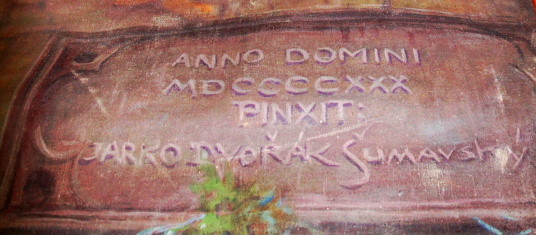 ANNO DOMINI
MDCCCCXXX
PINXIT:
JARKO DVOŘÁK ŠUMAVSKÝ